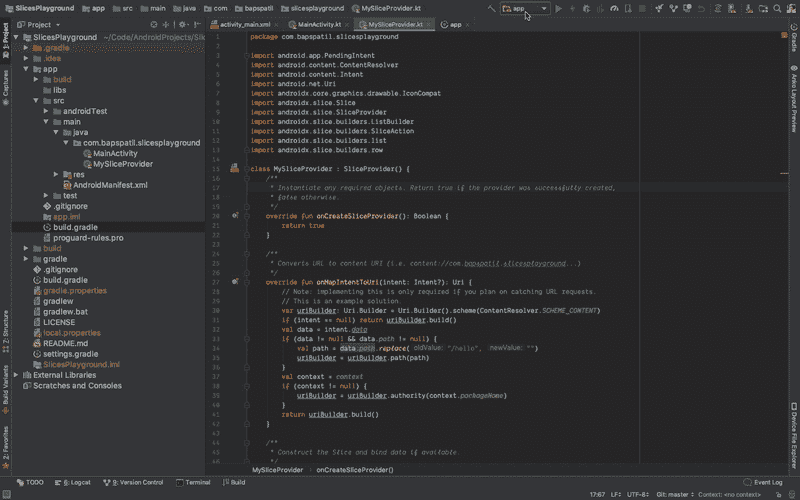 SlicesPlayground app src main java com bapspatil slicesplayground MySliceProvider.kt app
Project
activity_main.xml MainActivity.kt MySliceProvider.kt app
SlicesPlayground ~/Code/AndroidProjects/Sli
.gradle
.idea
app
build
libs
src
androidTest
main
java
com.bapspatil.slicesplayground
MainActivity
MySliceProvider
res
AndroidManifest.xml
test
.gitignore
app.iml
build.gradle
proguard-rules.pro
build
gradle
.gitignore
build.gradle
gradle.properties
gradlew
gradlew.bat
LICENSE
local.properties
README.md
settings.gradle
SlicesPlayground.iml
External Libraries
Scratches and Consoles
1: Project
Captures
7: Structure
Build Variants
2: Favorites
package com.bapspatil.slicesplayground
import android.app.PendingIntent
import android.content.ContentResolver
import android.content.Intent
import android.net.Uri
import androidx.core.graphics.drawable.IconCompat
import androidx.slice.Slice
import androidx.slice.SliceProvider
import androidx.slice.builders.ListBuilder
import androidx.slice.builders.SliceAction
import androidx.slice.builders.list
import androidx.slice.builders.row
class MySliceProvider : SliceProvider() {
/**
* Instantiate any required objects. Return true if the provider was successfully created,
* false otherwise.
*/
override fun onCreateSliceProvider(): Boolean {
return true
}
/**
* Converts URL to content URI (i.e. content://com.bapspatil.slicesplayground...)
*/
override fun onMapIntentToUri(intent: Intent?): Uri {
// Note: implementing this is only required if you plan on catching URL requests.
// This is an example solution.
var uriBuilder: Uri.Builder = Uri.Builder().scheme(ContentResolver.SCHEME_CONTENT)
if (intent == null) return uriBuilder.build()
val data = intent.data
if (data != null && data.path != null) {
val path = data.path.replace( oldValue: "/hello", newValue: "")
uriBuilder = uriBuilder.path(path)
}
val context = context
if (context != null) {
uriBuilder = uriBuilder.authority(context.packageName)
}
return uriBuilder.build()
}
/**
* Construct the Slice and bind data if available.
MySliceProvider onCreateSliceProvider()
Gradle
Anko Layout Preview
Device File Explorer
TODO 6: Logcat 9: Version Control Terminal Build Event Log
17:67 LF÷ UTF-8÷ Git: master ÷ Context: <no context>